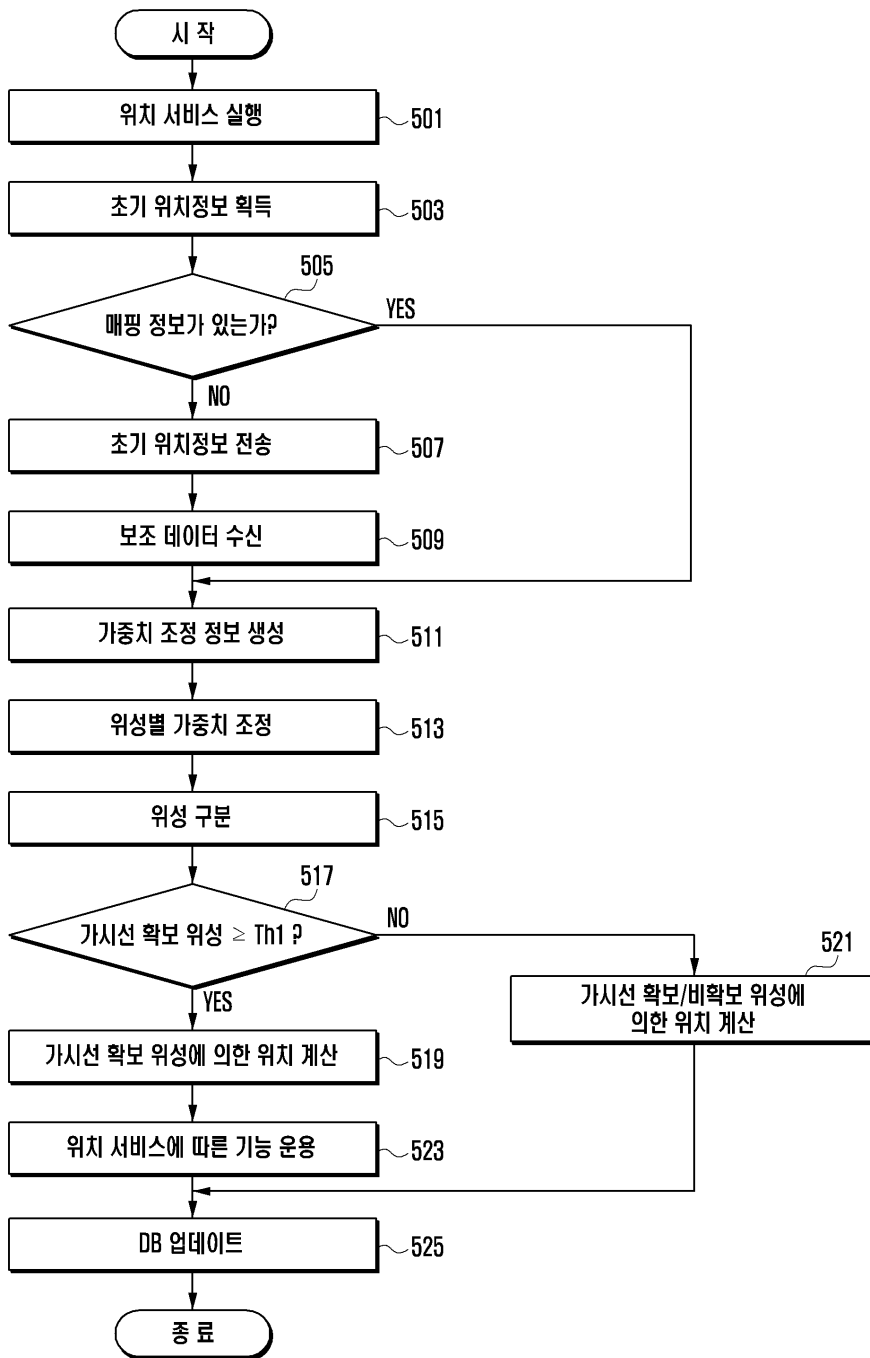 시 작
위치 서비스 실행
501
초기 위치정보 획득
503
505
매핑 정보가 있는가?
YES
NO
초기 위치정보 전송
507
보조 데이터 수신
509
가중치 조정 정보 생성
511
위성별 가중치 조정
513
위성 구분
515
517
가시선 확보 위성 ≥ Th1 ?
NO
YES
521
가시선 확보/비확보 위성에
의한 위치 계산
가시선 확보 위성에 의한 위치 계산
519
위치 서비스에 따른 기능 운용
523
DB 업데이트
525
종 료